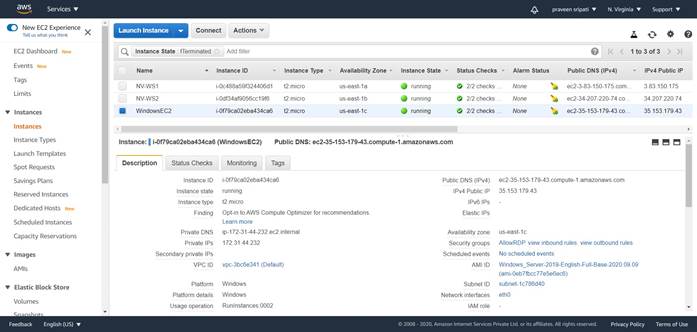 aws Services praveen sripati N. Virginia Support
New EC2 Experience
Tell us what you think
EC2 Dashboard New
Events New
Tags
Limits
Instances
Instances
Instance Types
Launch Templates
Spot Requests
Savings Plans
Reserved Instances
Dedicated Hosts New
Scheduled Instances
Capacity Reservations
Images
AMIs
Elastic Block Store
Volumes
Snapshots
Launch Instance Connect Actions
Instance State : !Terminated Add filter 1 to 3 of 3
Name Instance ID Instance Type Availability Zone Instance State Status Checks Alarm Status Public DNS (IPv4) IPv4 Public IP
NV-WS1 i-0c488a59f024406d1 t2.micro us-east-1a running 2/2 checks ... None ec2-3-83-150-175.com... 3.83.150.175
NV-WS2 i-0df34af9056cc19f6 t2.micro us-east-1b running 2/2 checks ... None ec2-34-207-220-74.co... 34.207.220.74
WindowsEC2 i-0f79ca02eba434ca6 t2.micro us-east-1c running 2/2 checks ... None ec2-35-153-179-43.co... 35.153.179.43
Instance: i-0f79ca02eba434ca6 (WindowsEC2) Public DNS: ec2-35-153-179-43.compute-1.amazonaws.com
Description Status Checks Monitoring Tags
Instance ID i-0f79ca02eba434ca6 Public DNS (IPv4) ec2-35-153-179-43.compute-1.amazonaws.com
Instance state running IPv4 Public IP 35.153.179.43
Instance type t2.micro IPv6 IPs -
Finding Opt-in to AWS Compute Optimizer for recommendations. Elastic IPs
Learn more
Private DNS ip-172-31-44-232.ec2.internal Availability zone us-east-1c
Private IPs 172.31.44.232 Security groups AllowRDP. view inbound rules. view outbound rules
Secondary private IPs Scheduled events No scheduled events
VPC ID vpc-3bc6e341 (Default) AMI ID Windows_Server-2019-English-Full-Base-2020.09.09
(ami-0eb7fbcc77e5e6ec6)
Platform Windows Subnet ID subnet-1c786d40
Platform details Windows Network interfaces eth0
Usage operation RunInstances:0002 IAM role -
Feedback English (US) © 2008 - 2020, Amazon Internet Services Private Ltd. or its affiliates. All rights reserved. Privacy Policy Terms of Use